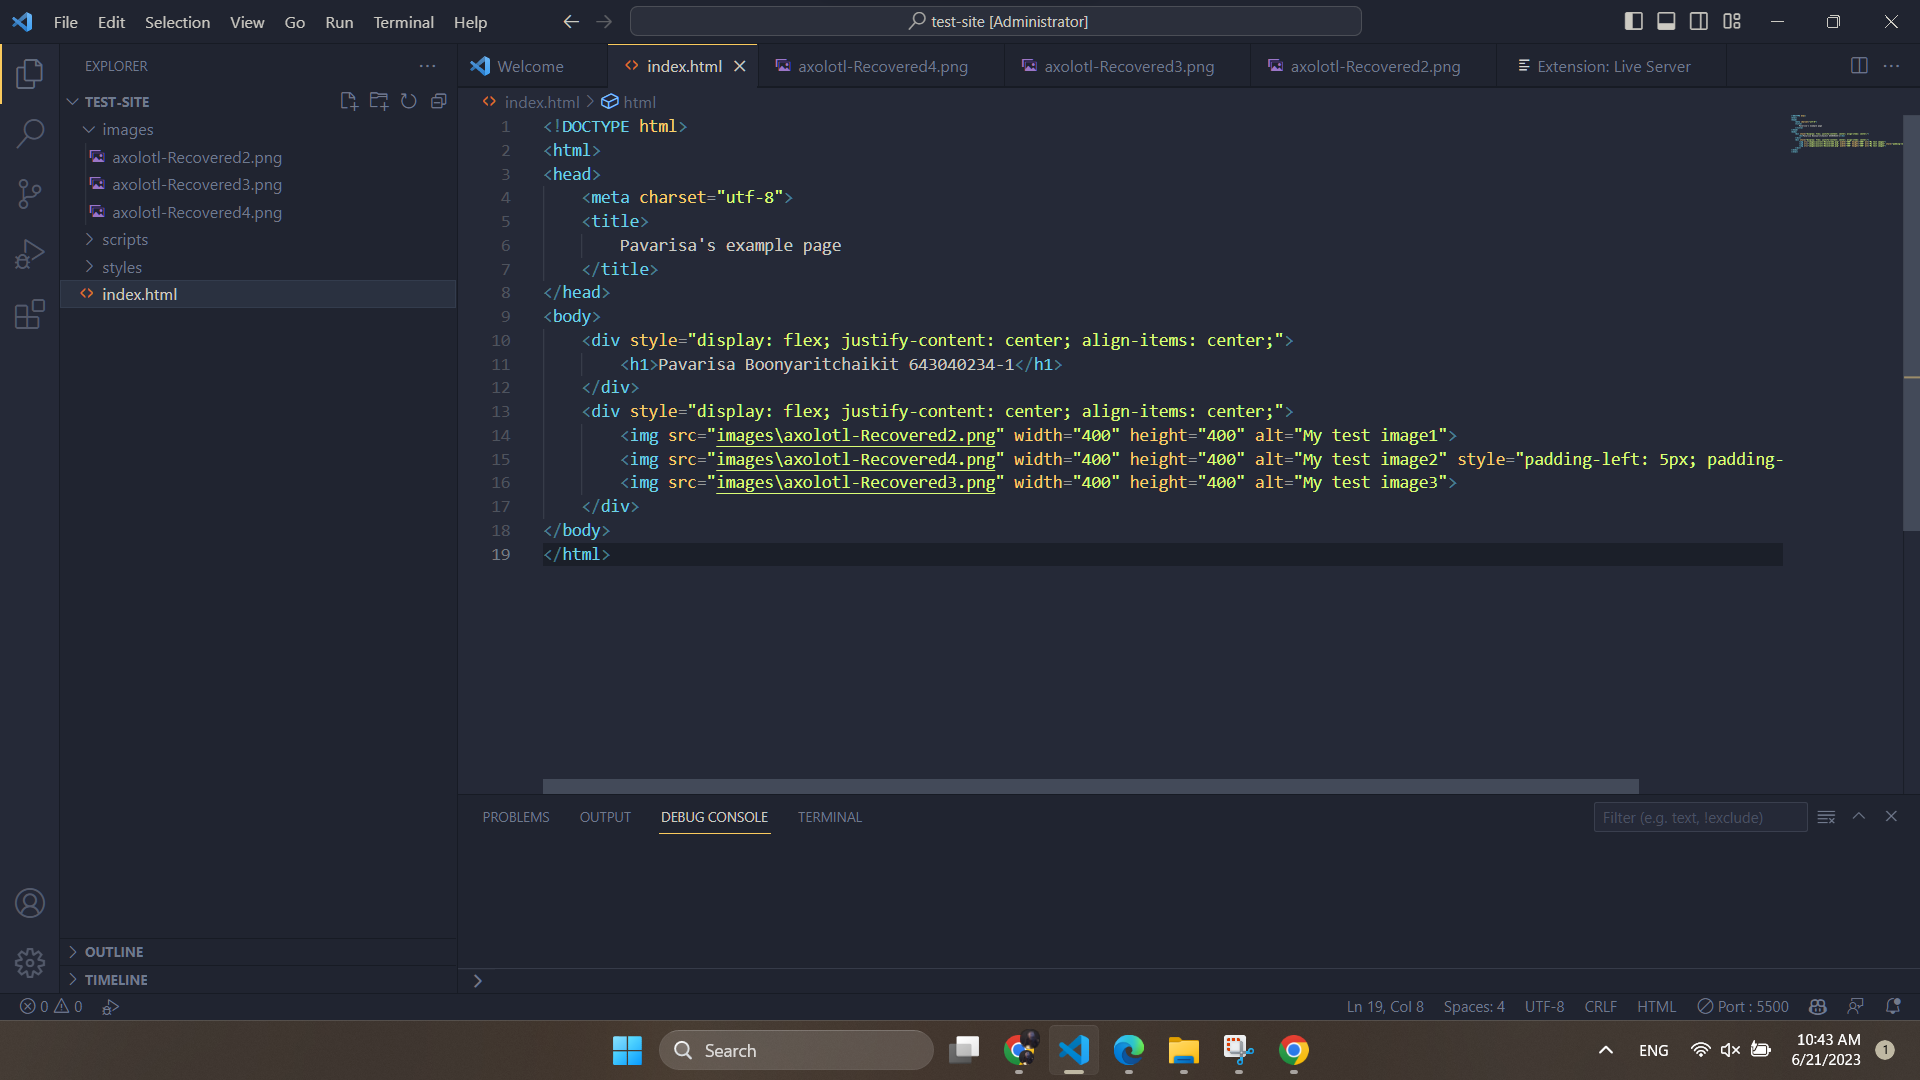 File Edit Selection View Go Run Terminal Help
test-site [Administrator]
EXPLORER
TEST-SITE
images
axolotl-Recovered2.png
axolotl-Recovered3.png
axolotl-Recovered4.png
scripts
styles
index.html
OUTLINE
TIMELINE
Welcome index.html axolotl-Recovered4.png axolotl-Recovered3.png axolotl-Recovered2.png Extension: Live Server
index.html > html
1 <!DOCTYPE html>
2 <html>
3 <head>
4 <meta charset="utf-8">
5 <title>
6 Pavarisa's example page
7 </title>
8 </head>
9 <body>
10 <div style="display: flex; justify-content: center; align-items: center;">
11 <h1>Pavarisa Boonyaritchaikit 643040234-1</h1>
12 </div>
13 <div style="display: flex; justify-content: center; align-items: center;">
14 <img src="images\axolotl-Recovered2.png" width="400" height="400" alt="My test image1">
15 <img src="images\axolotl-Recovered4.png" width="400" height="400" alt="My test image2" style="padding-left: 5px; padding-
16 <img src="images\axolotl-Recovered3.png" width="400" height="400" alt="My test image3">
17 </div>
18 </body>
19 </html>
PROBLEMS OUTPUT DEBUG CONSOLE TERMINAL
Filter (e.g. text, !exclude)
0 0
Ln 19, Col 8 Spaces: 4 UTF-8 CRLF HTML Port : 5500
Search
ENG
10:43 AM
6/21/2023
1